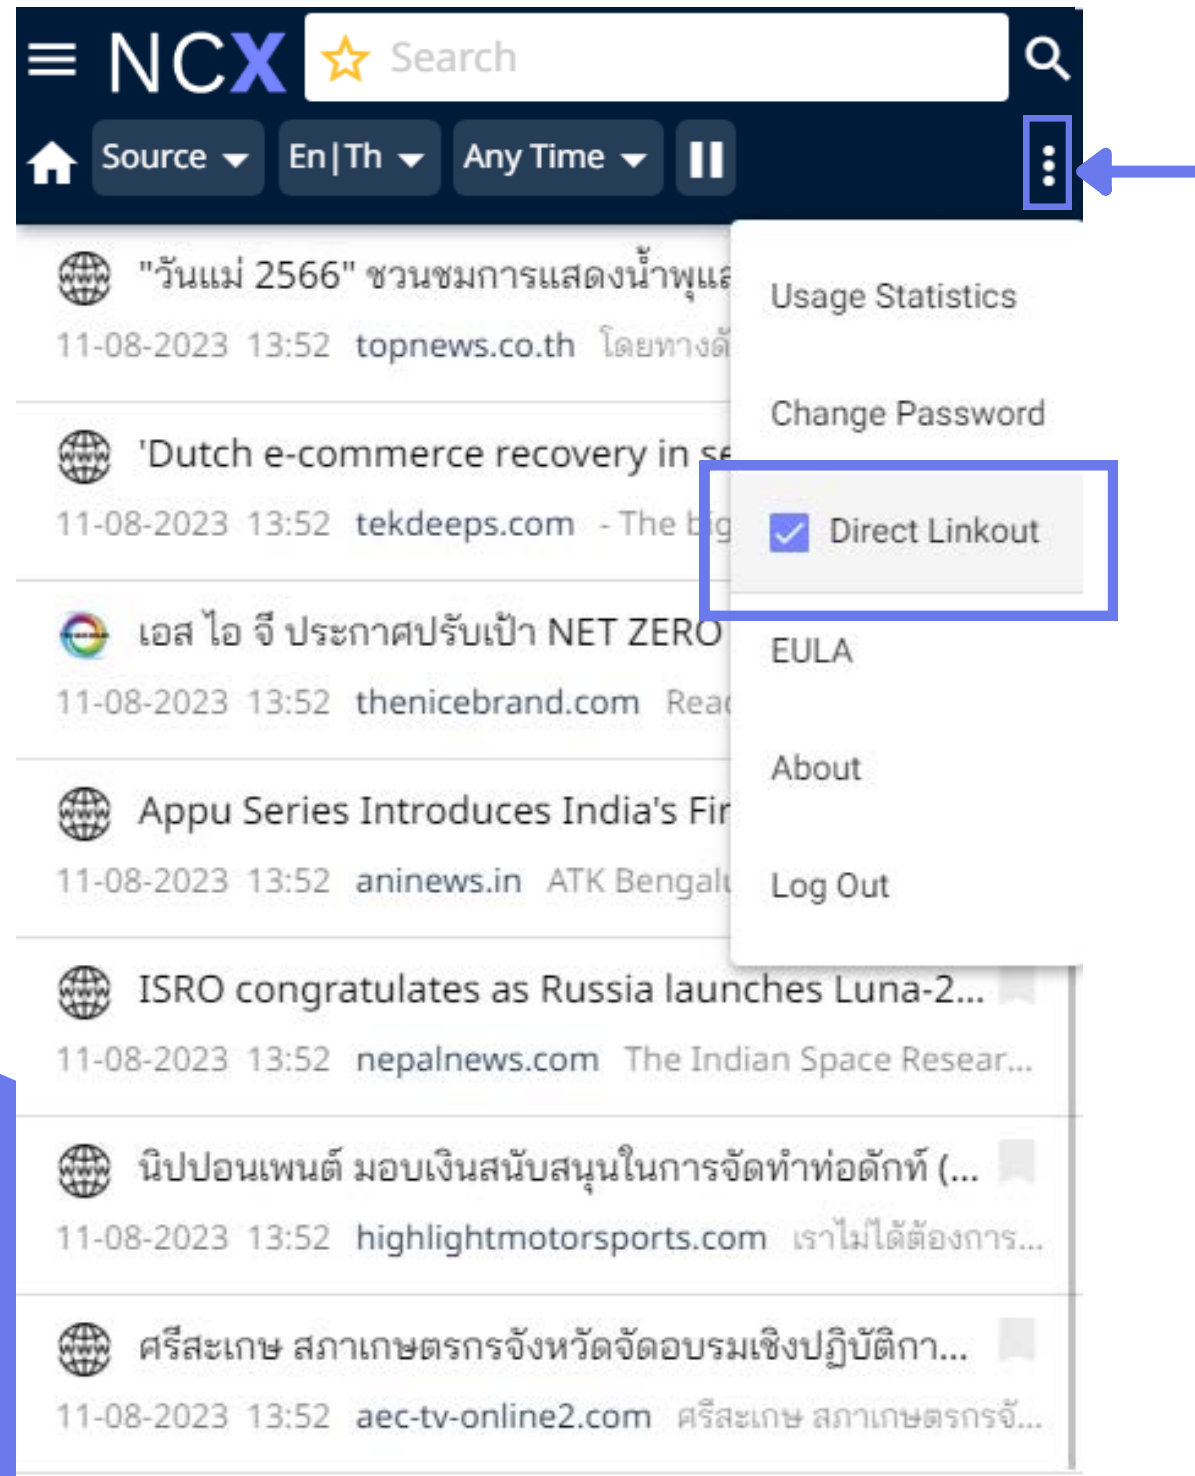 NCX Search
Source En|Th Any Time
"วันแม่ 2566" ชวนชมการแสดงน้ำพุแ
11-08-2023 13:52 topnews.co.th โดยทางด้
'Dutch e-commerce recovery in se
11-08-2023 13:52 tekdeeps.com - The big
เอส ไอ จี ประกาศปรับเป้า NET ZERO
11-08-2023 13:52 thenicebrand.com Read
Appu Series Introduces India's Fir
11-08-2023 13:52 aninews.in ATK Bengalu
ISRO congratulates as Russia launches Luna-2...
11-08-2023 13:52 nepalnews.com The Indian Space Resear...
นิปปอนเพนต์ มอบเงินสนับสนุนในการจัดทำท่อดักท์ (...
11-08-2023 13:52 highlightmotorsports.com เราไม่ได้ต้องการ...
ศรีสะเกษ สภาเกษตรกรจังหวัดจัดอบรมเชิงปฏิบัติกา...
11-08-2023 13:52 aec-tv-online2.com ศรีสะเกษ สภาเกษตรกรจั...
Usage Statistics
Change Password
Direct Linkout
EULA
About
Log Out